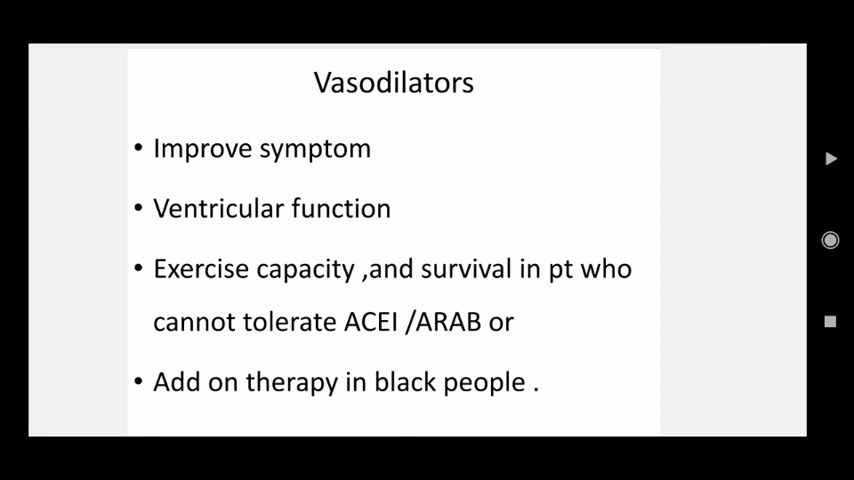 Vasodilators
• Improve symptom
• Ventricular function
• Exercise capacity ,and survival in pt who
cannot tolerate ACEI /ARAB or
• Add on therapy in black people .